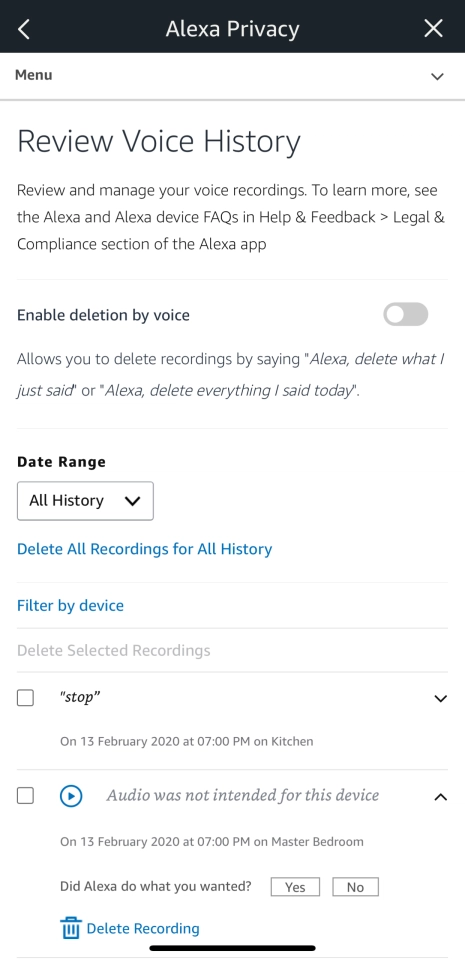 Alexa Privacy
Menu
Review Voice History
Review and manage your voice recordings. To learn more, see
the Alexa and Alexa device FAQs in Help & Feedback > Legal &
Compliance section of the Alexa app
Enable deletion by voice
Allows you to delete recordings by saying "Alexa, delete what I
just said" or "Alexa, delete everything I said today".
Date Range
All History
Delete All Recordings for All History
Filter by device
Delete Selected Recordings
"stop"
On 13 February 2020 at 07:00 PM on Kitchen
Audio was not intended for this device
On 13 February 2020 at 07:00 PM on Master Bedroom
Did Alexa do what you wanted? Yes No
Delete Recording